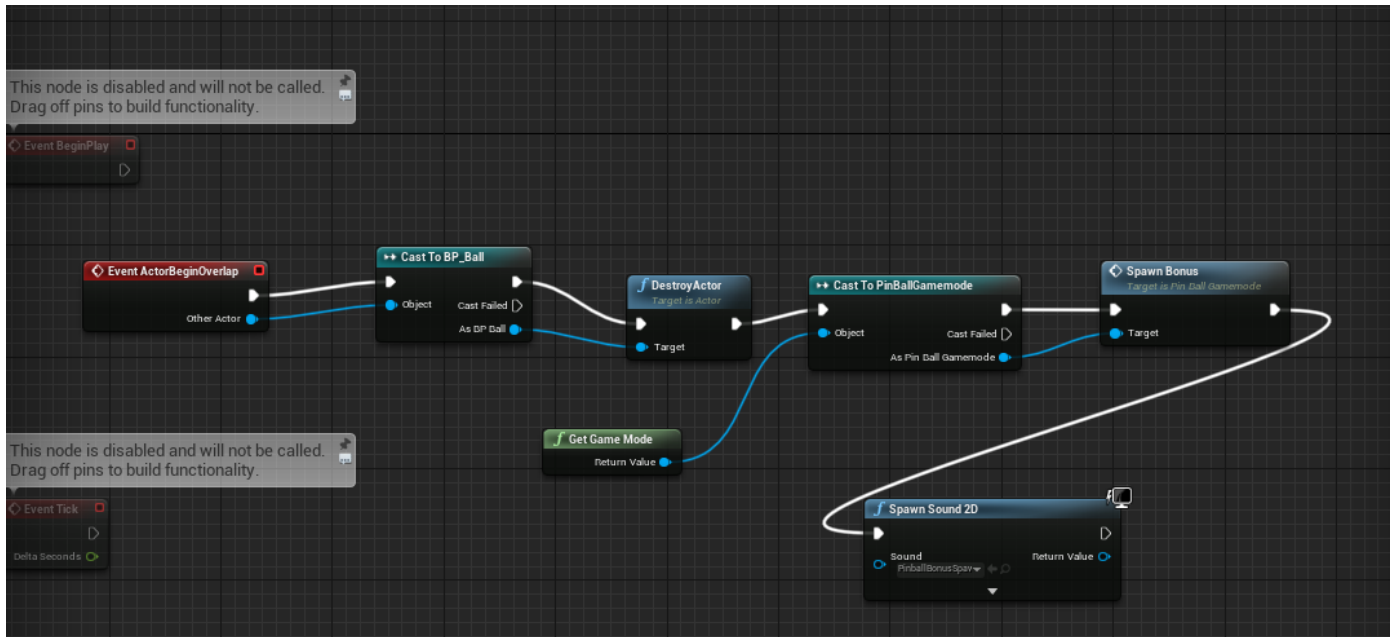 This node is disabled and will not be called.
Drag off pins to build functionality.
Event BeginPlay
Event ActorBeginOverlap
Other Actor
Cast To BP_Ball
Object
Cast Failed
As BP Ball
DestroyActor
Target is Actor
Target
Cast To PinBallGamemode
Object
Cast Failed
As Pin Ball Gamemode
Spawn Bonus
Target is Pin Ball Gamemode
Target
Get Game Mode
Return Value
This node is disabled and will not be called.
Drag off pins to build functionality.
Event Tick
Delta Seconds
Spawn Sound 2D
Sound
Return Value
PinballBonusSpav